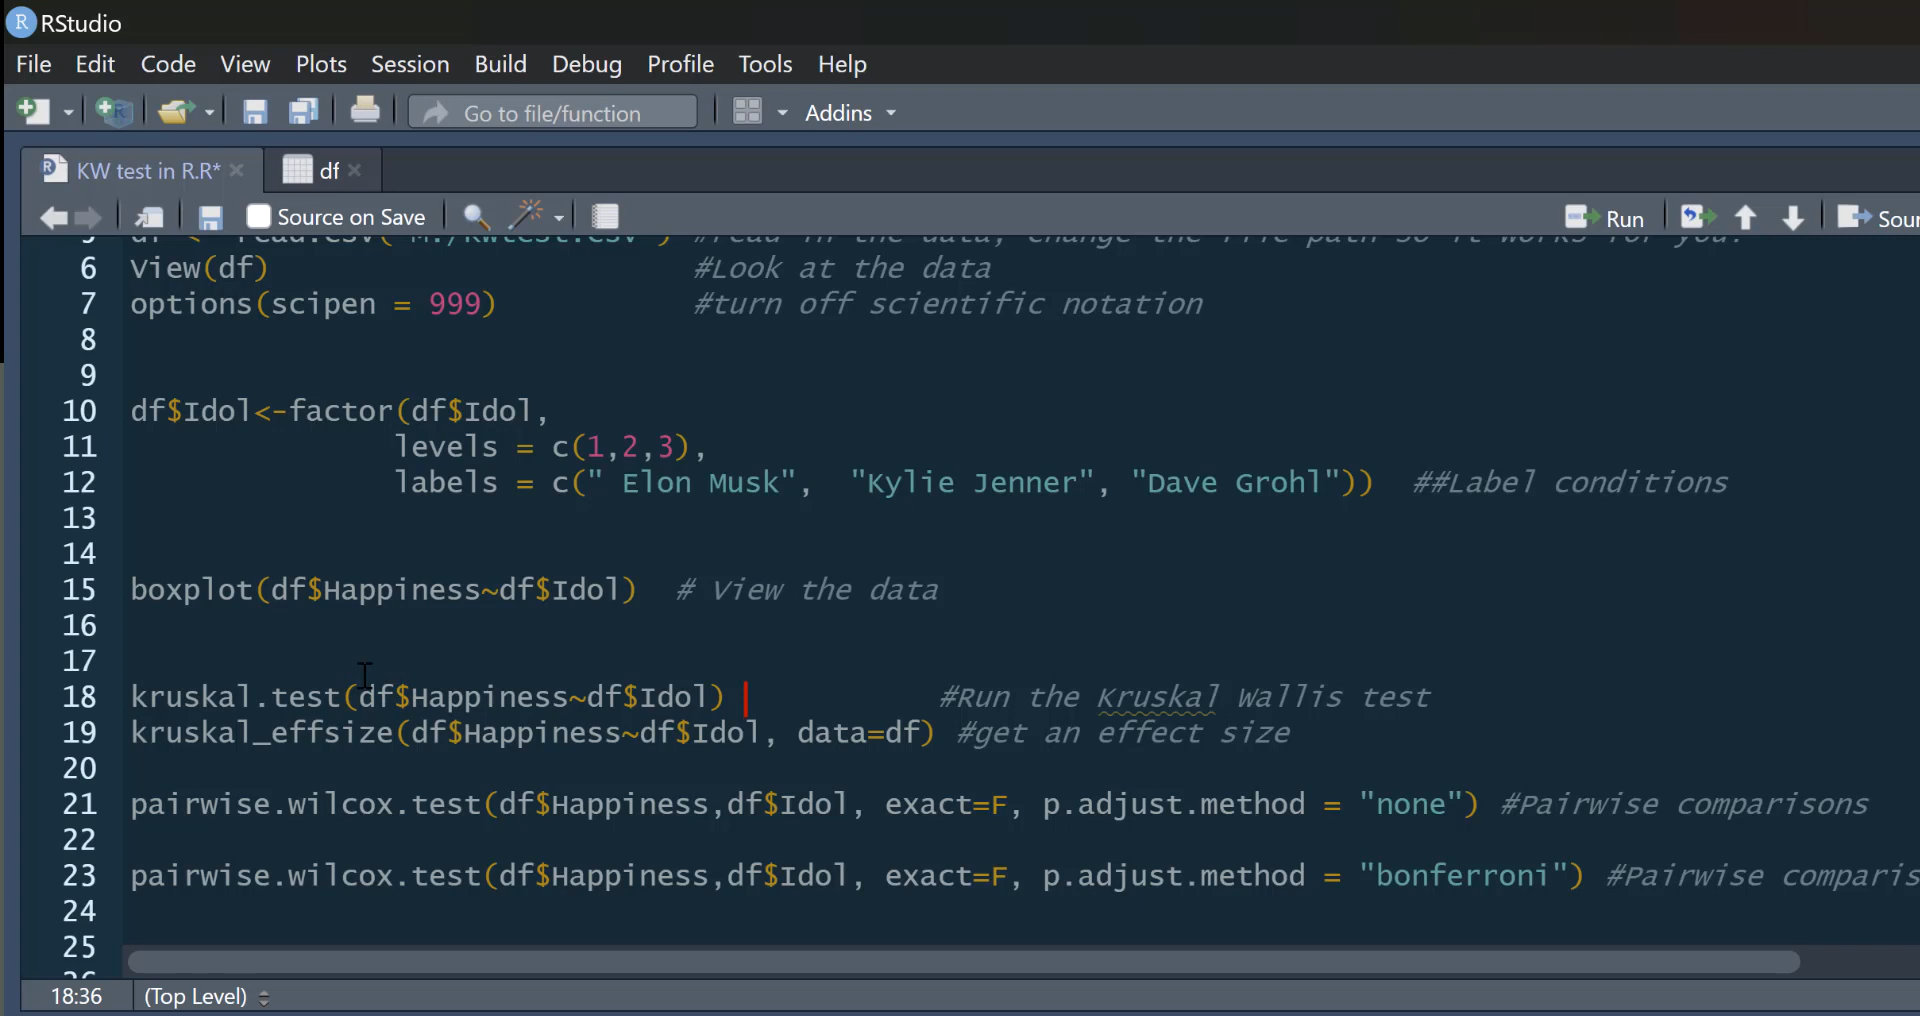 RStudio
File Edit Code View Plots Session Build Debug Profile Tools Help
Go to file/function Addins
KW test in R.R* df
Source on Save Run Sour
6 View(df) #Look at the data
7 options(scipen = 999) #turn off scientific notation
8
9
10 df$Idol<-factor(df$Idol,
11 levels = c(1,2,3),
12 labels = c(" Elon Musk", "Kylie Jenner", "Dave Grohl")) ##Label conditions
13
14
15 boxplot(df$Happiness~df$Idol) # View the data
16
17
18 kruskal.test(df$Happiness~df$Idol) #Run the Kruskal Wallis test
19 kruskal_effsize(df$Happiness~df$Idol, data=df) #get an effect size
20
21 pairwise.wilcox.test(df$Happiness,df$Idol, exact=F, p.adjust.method = "none") #Pairwise comparisons
22
23 pairwise.wilcox.test(df$Happiness,df$Idol, exact=F, p.adjust.method = "bonferroni") #Pairwise comparis
24
25
18:36 (Top Level)